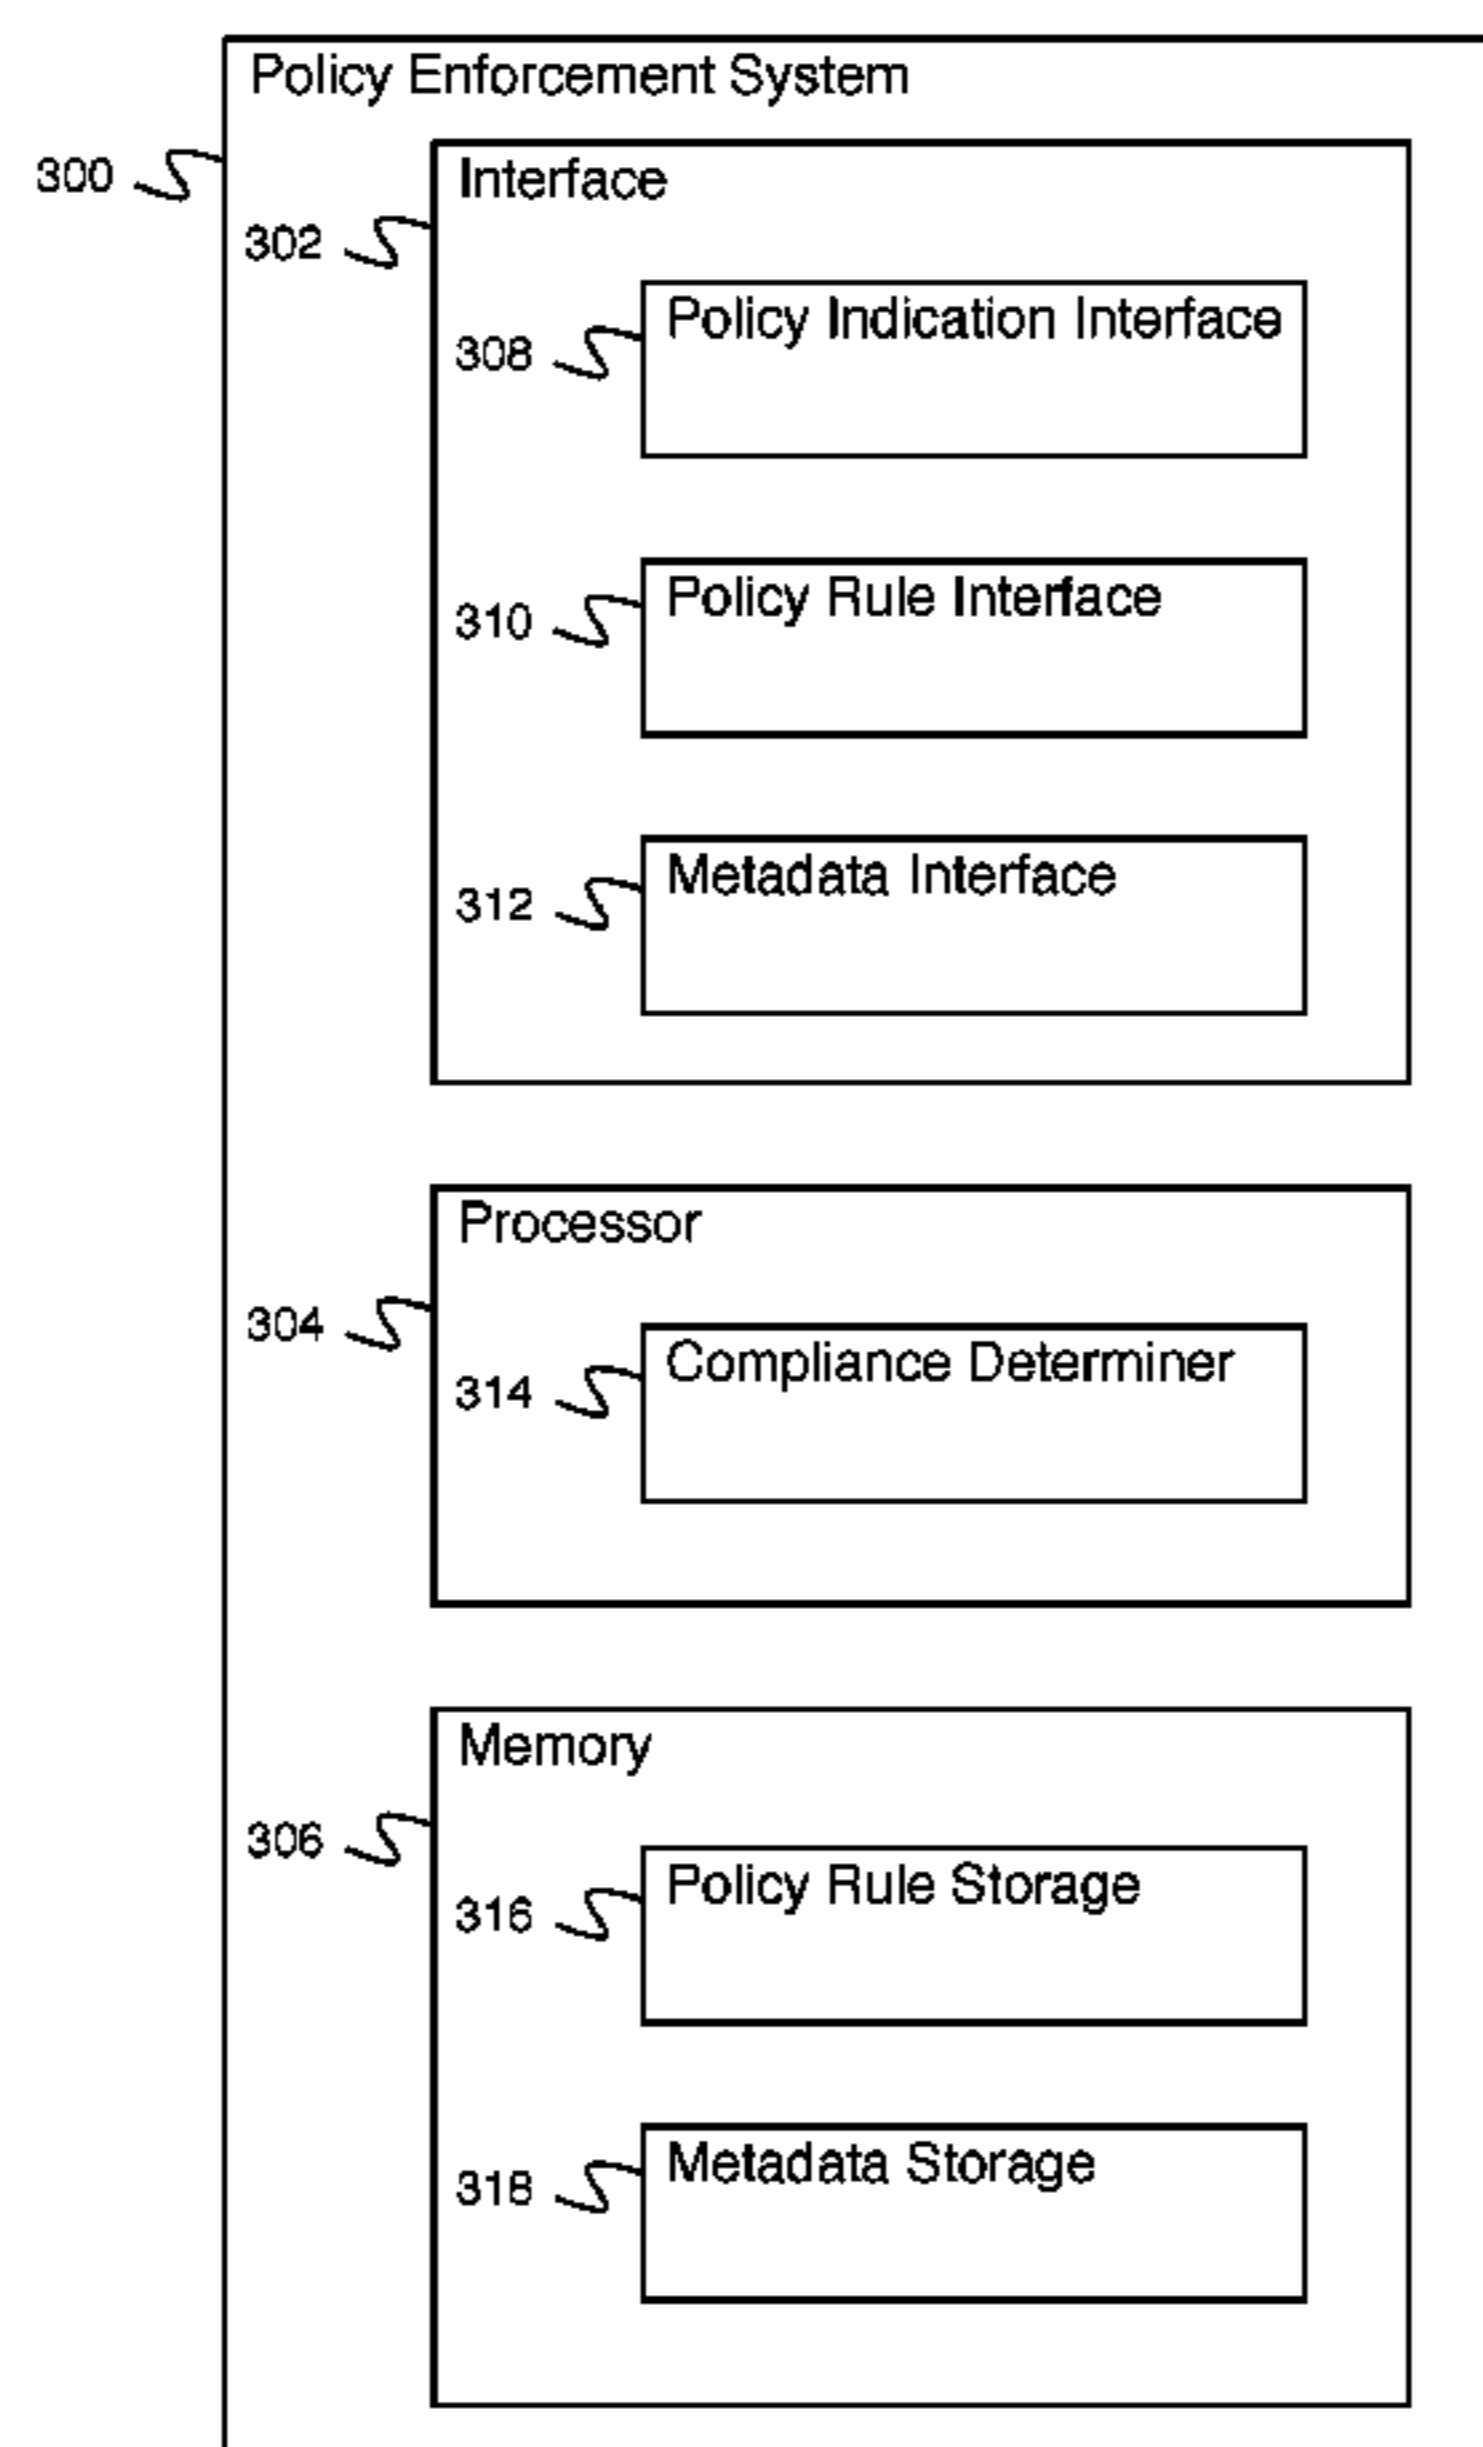 Policy Enforcement System
300
Interface
302
Policy Indication Interface
308
Policy Rule Interface
310
Metadata Interface
312
Processor
304
Compliance Determiner
314
Memory
306
Policy Rule Storage
316
Metadata Storage
318